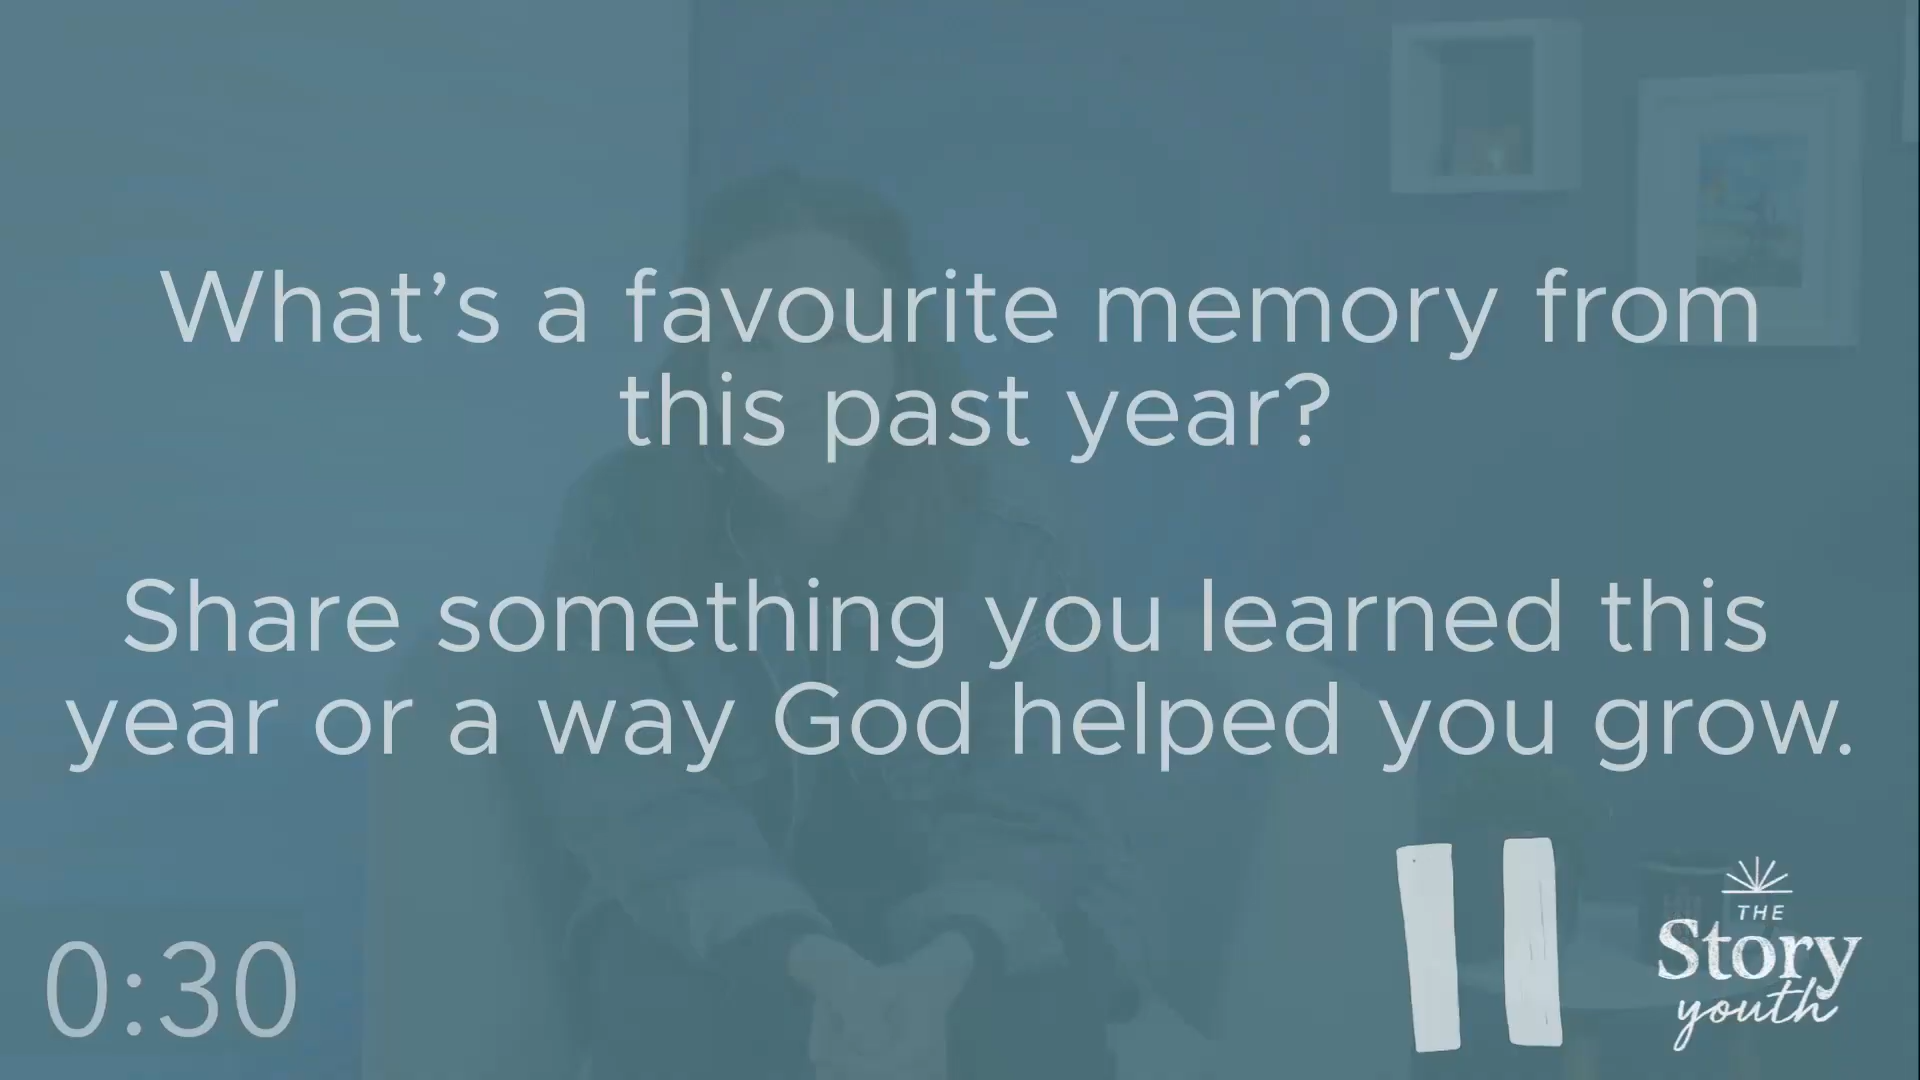 What’s a favourite memory from
this past year?
Share something you learned this
year or a way God helped you grow.
0:30
THE
Story
youth